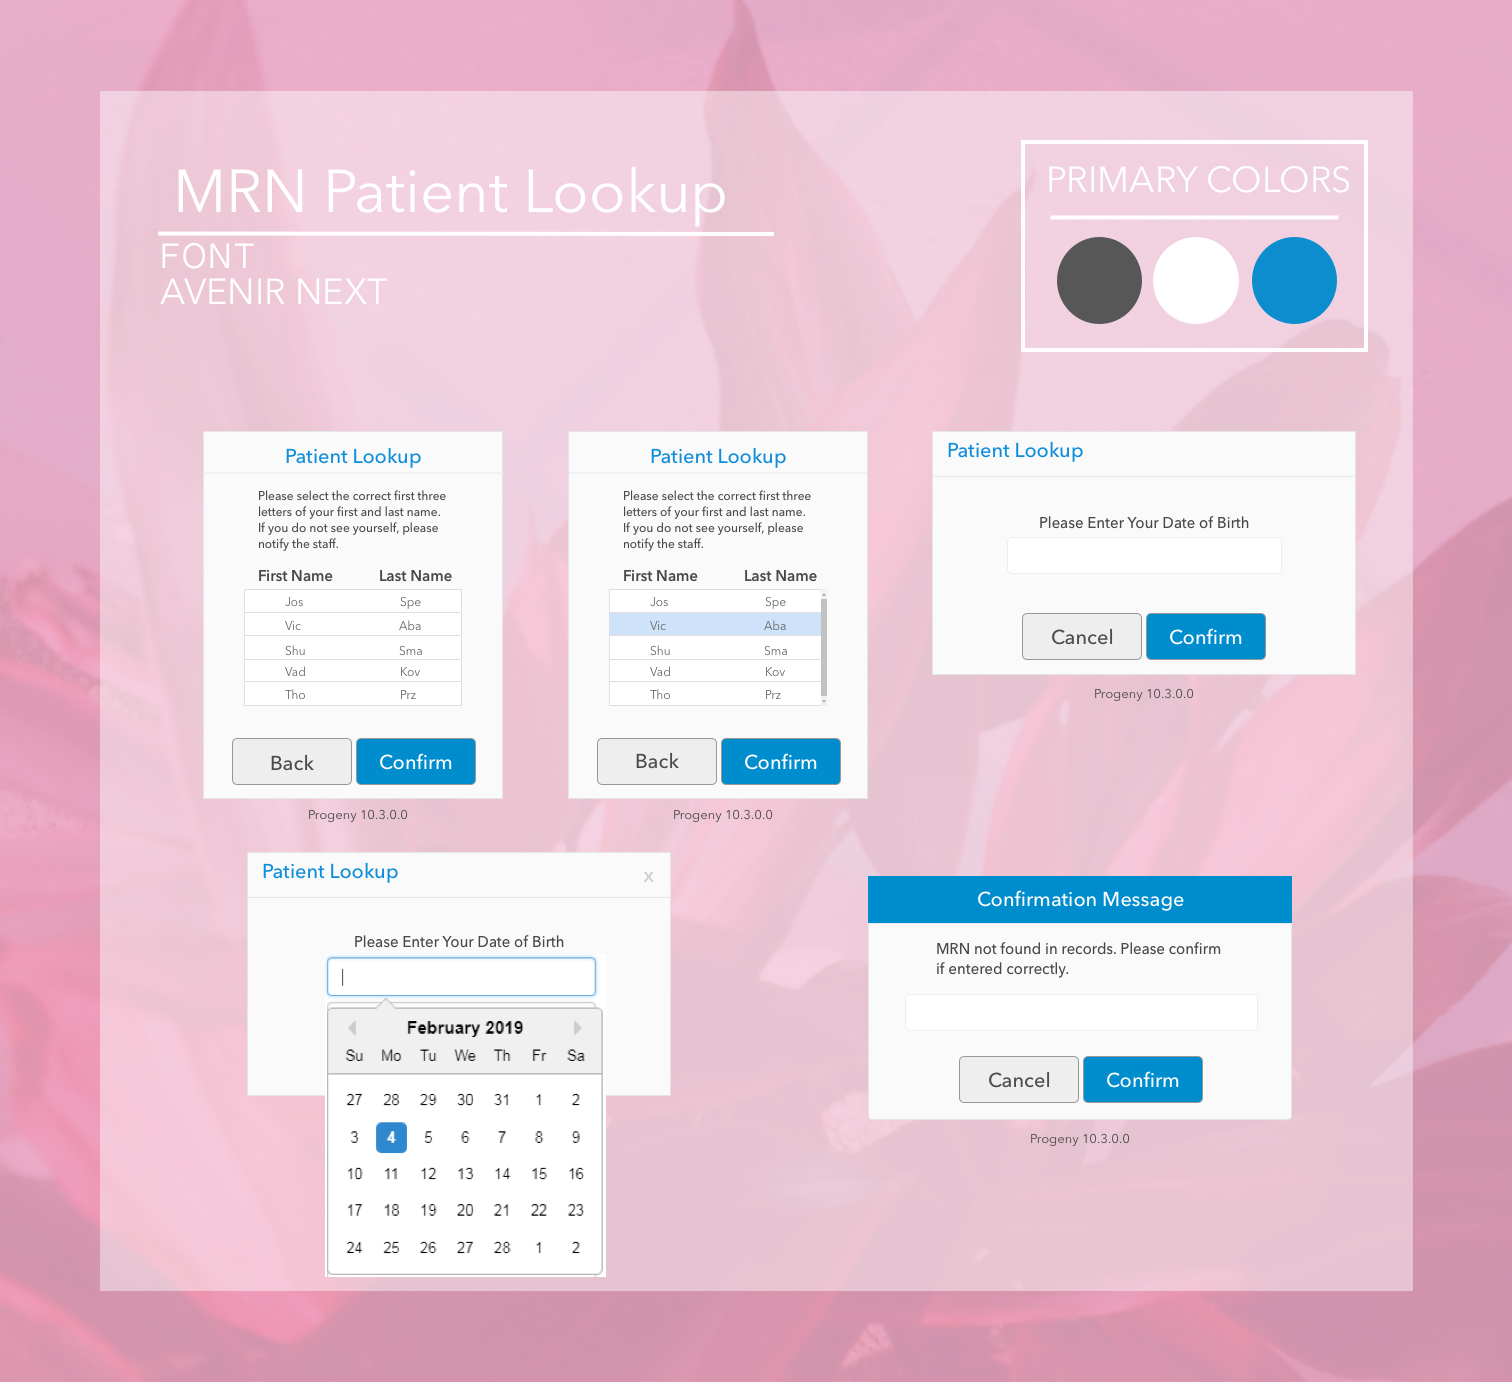 MRN Patient Lookup
FONT
AVENIR NEXT
PRIMARY COLORS
Patient Lookup
Please select the correct first three
letters of your first and last name.
If you do not see yourself, please
notify the staff.
First Name Last Name
Jos Spe
Vic Aba
Shu Sma
Vad Kov
Tho Prz
Back Confirm
Progeny 10.3.0.0
Patient Lookup
Please select the correct first three
letters of your first and last name.
If you do not see yourself, please
notify the staff.
First Name Last Name
Jos Spe
Vic Aba
Shu Sma
Vad Kov
Tho Prz
Back Confirm
Progeny 10.3.0.0
Patient Lookup
Please Enter Your Date of Birth
Cancel Confirm
Progeny 10.3.0.0
Patient Lookup x
Please Enter Your Date of Birth
February 2019
Su Mo Tu We Th Fr Sa
27 28 29 30 31 1 2
3 4 5 6 7 8 9
10 11 12 13 14 15 16
17 18 19 20 21 22 23
24 25 26 27 28 1 2
Confirmation Message
MRN not found in records. Please confirm
if entered correctly.
Cancel Confirm
Progeny 10.3.0.0